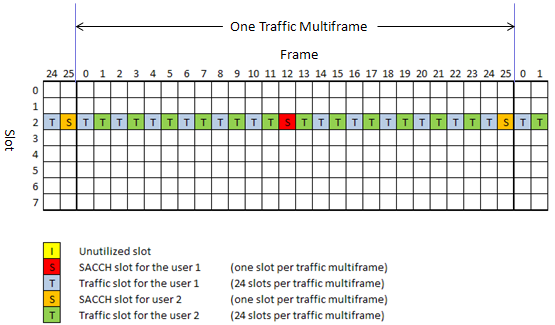 One Traffic Multiframe
Frame
24 25 0 1 2 3 4 5 6 7 8 9 10 11 12 13 14 15 16 17 18 19 20 21 22 23 24 25 0 1
Slot
0
1
2 T S T T T T T T T T T T T T S T T T T T T T T T T T T S T T
3
4
5
6
7
I Unutilized slot
S SACCH slot for the user 1 (one slot per traffic multiframe)
T Traffic slot for the user 1 (24 slots per traffic multiframe)
S SACCH slot for user 2 (one slot per traffic multiframe)
T Traffic slot for the user 2 (24 slots per traffic multiframe)